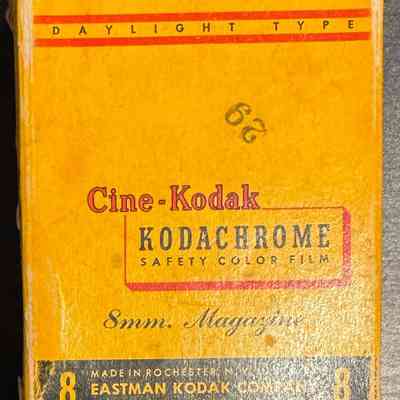 DAYLIGHT TYPE
29
Cine-Kodak
KODACHROME
SAFETY COLOR FILM
8mm. Magazine
8 MADE IN ROCHESTER, N.Y., 8
EASTMAN KODAK COMPANY